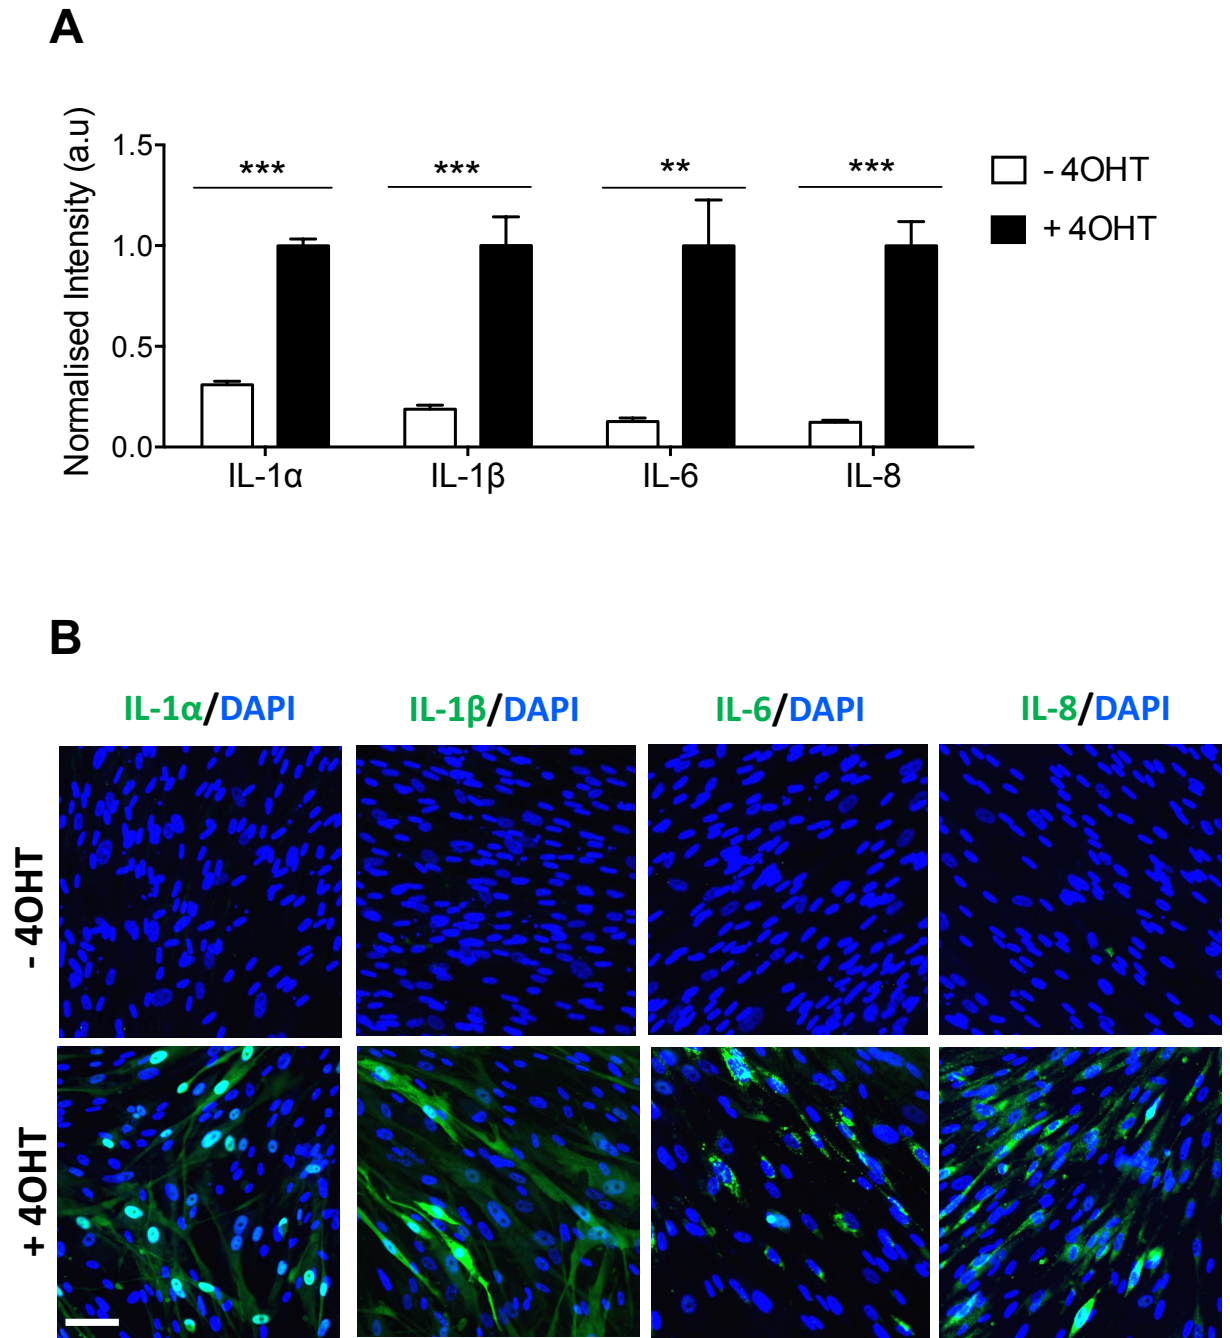 A
Normalised Intensity (a.u)
1.5
1.0
0.5
0.0
***
***
**
***
- 4OHT
+ 4OHT
IL-1α
IL-1β
IL-6
IL-8
B
IL-1α/DAPI
IL-1β/DAPI
IL-6/DAPI
IL-8/DAPI
- 4OHT
+ 4OHT